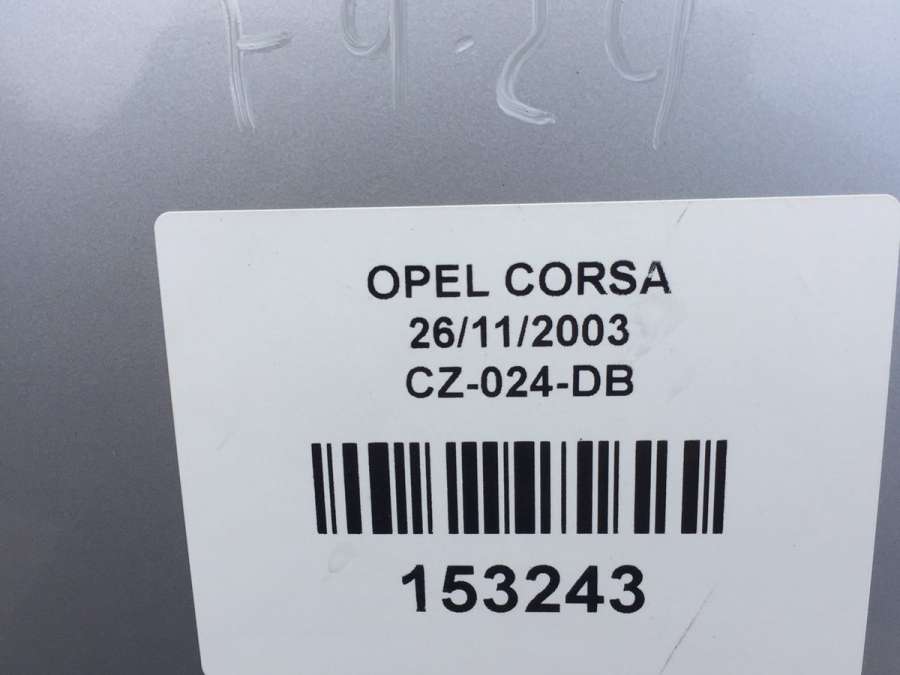 OPEL CORSA
26/11/2003
CZ-024-DB
153243